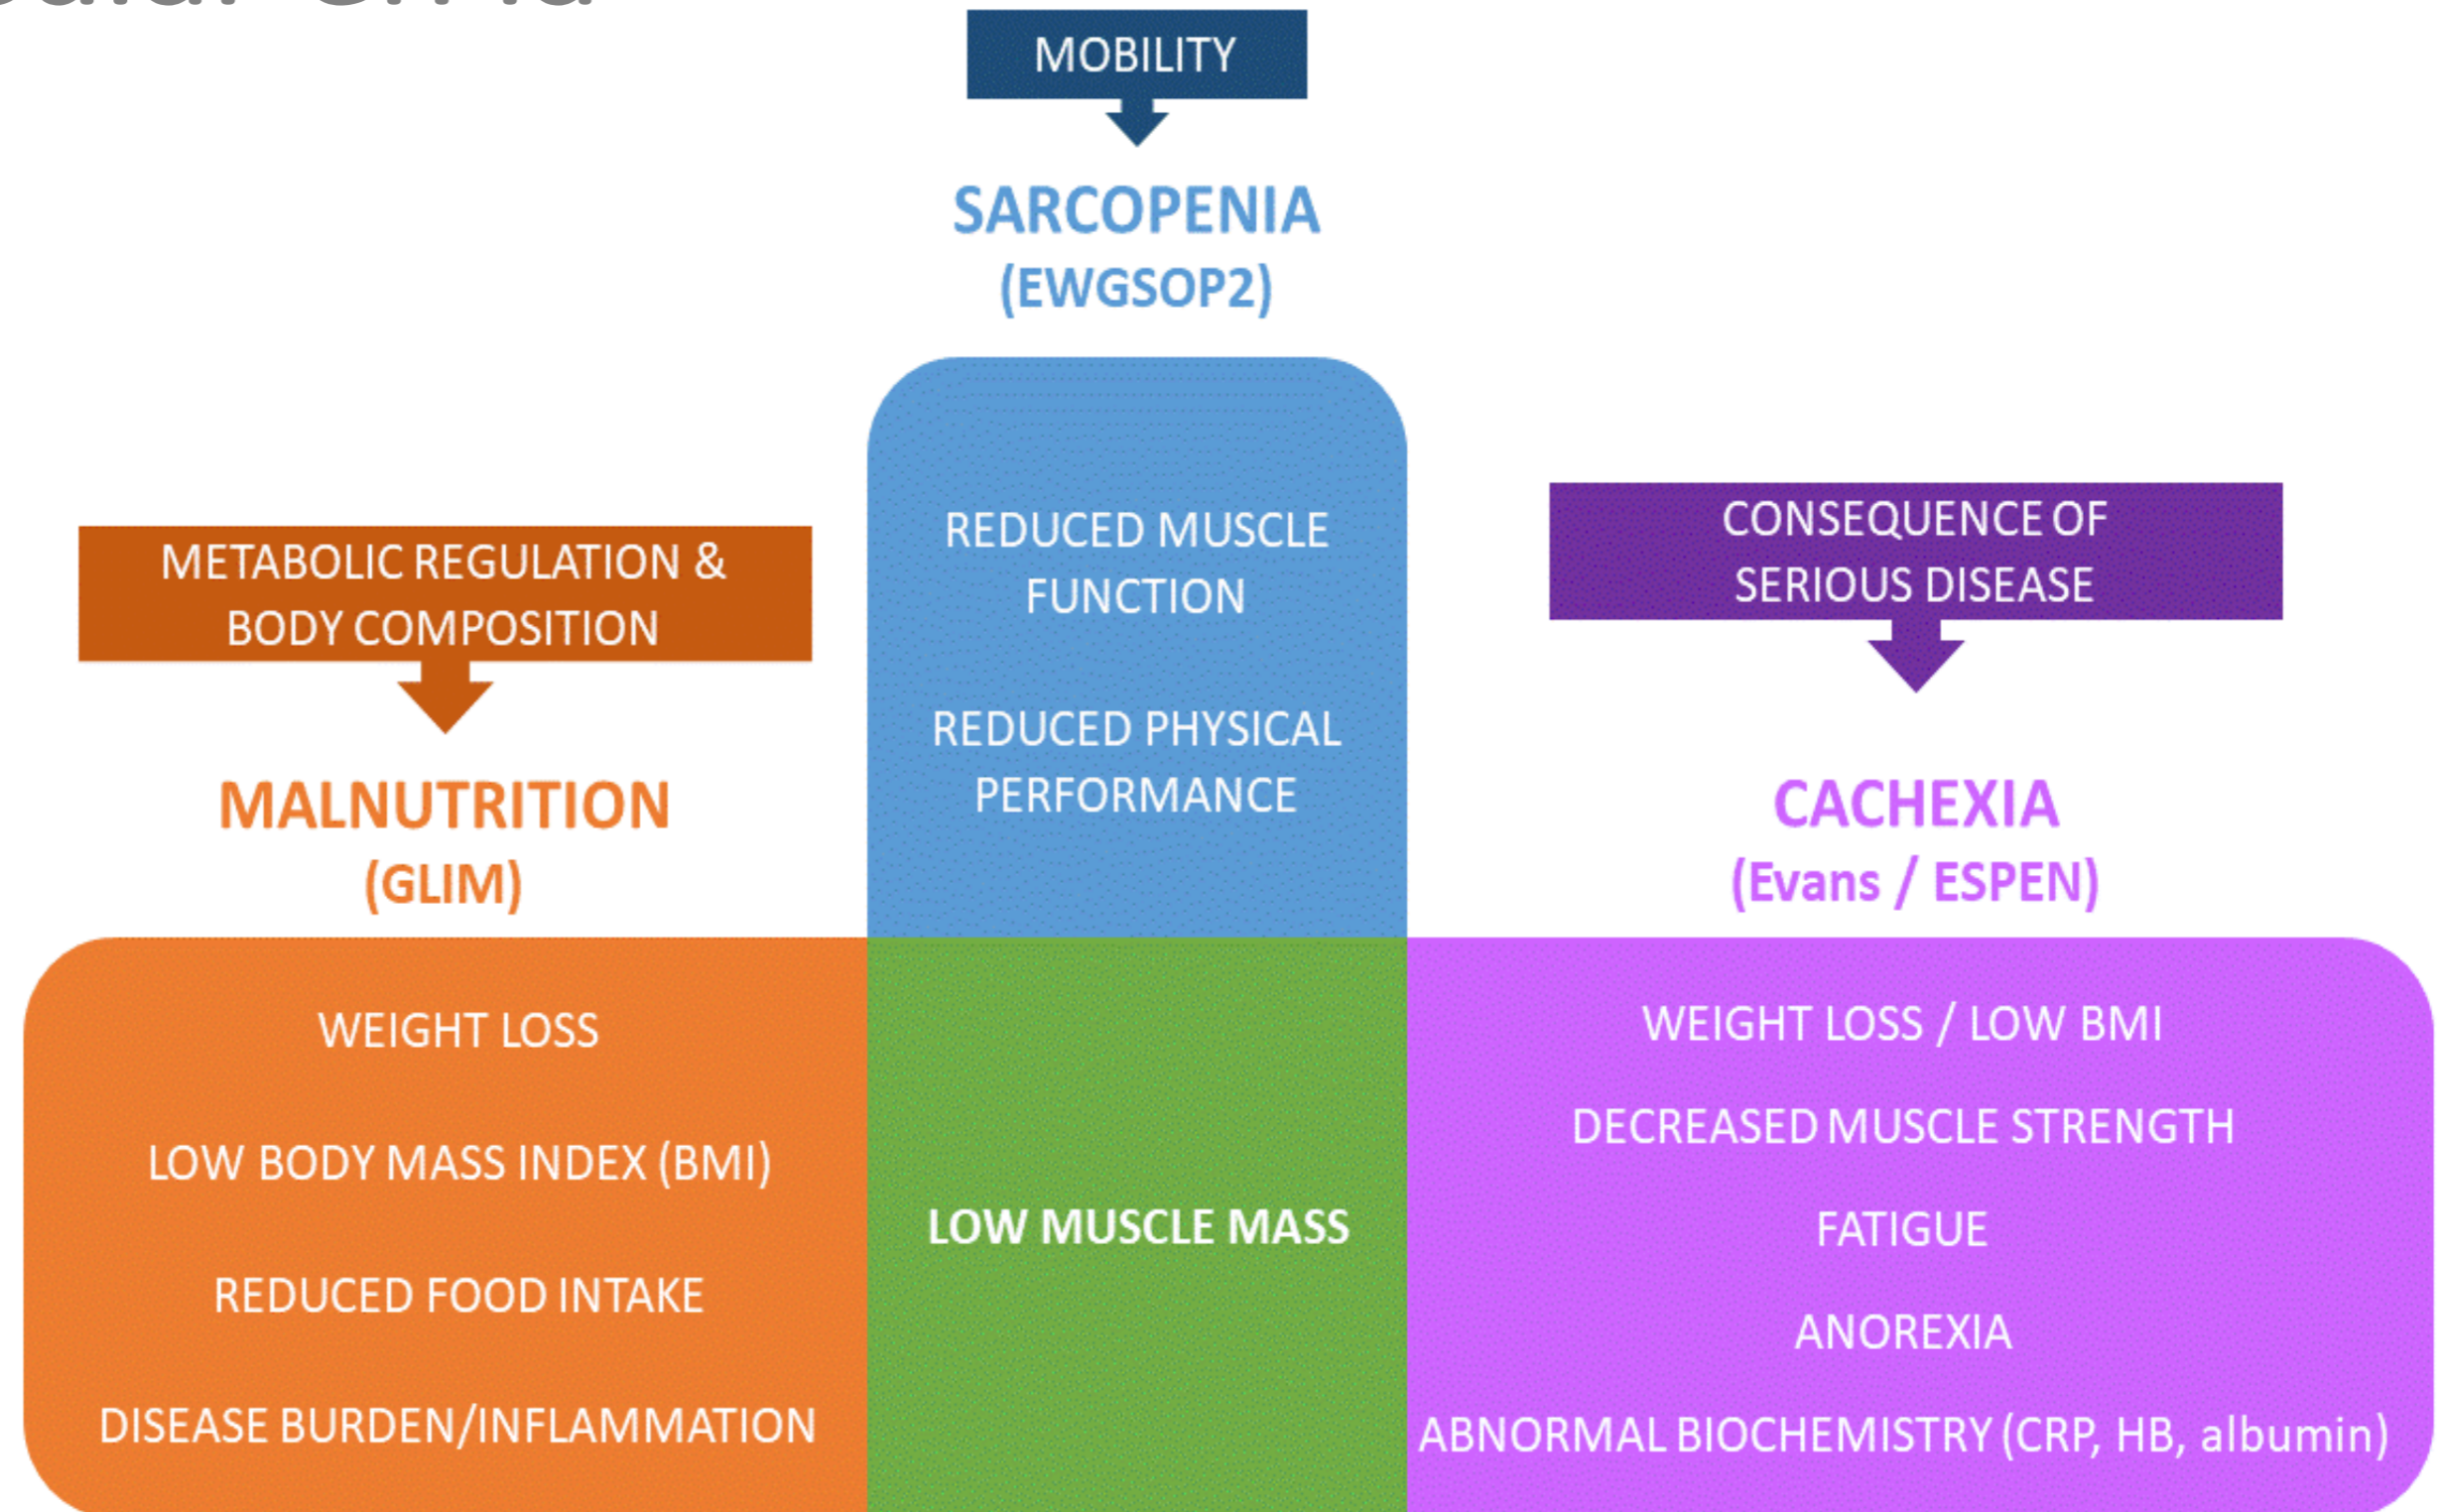 MOBILITY
SARCOPENIA
(EWGSOP2)
REDUCED MUSCLE
FUNCTION
REDUCED PHYSICAL
PERFORMANCE
METABOLIC REGULATION &
BODY COMPOSITION
MALNUTRITION
(GLIM)
WEIGHT LOSS
LOW BODY MASS INDEX (BMI)
REDUCED FOOD INTAKE
DISEASE BURDEN/INFLAMMATION
LOW MUSCLE MASS
CONSEQUENCE OF
SERIOUS DISEASE
CACHEXIA
(Evans / ESPEN)
WEIGHT LOSS / LOW BMI
DECREASED MUSCLE STRENGTH
FATIGUE
ANOREXIA
ABNORMAL BIOCHEMISTRY (CRP, HB, albumin)